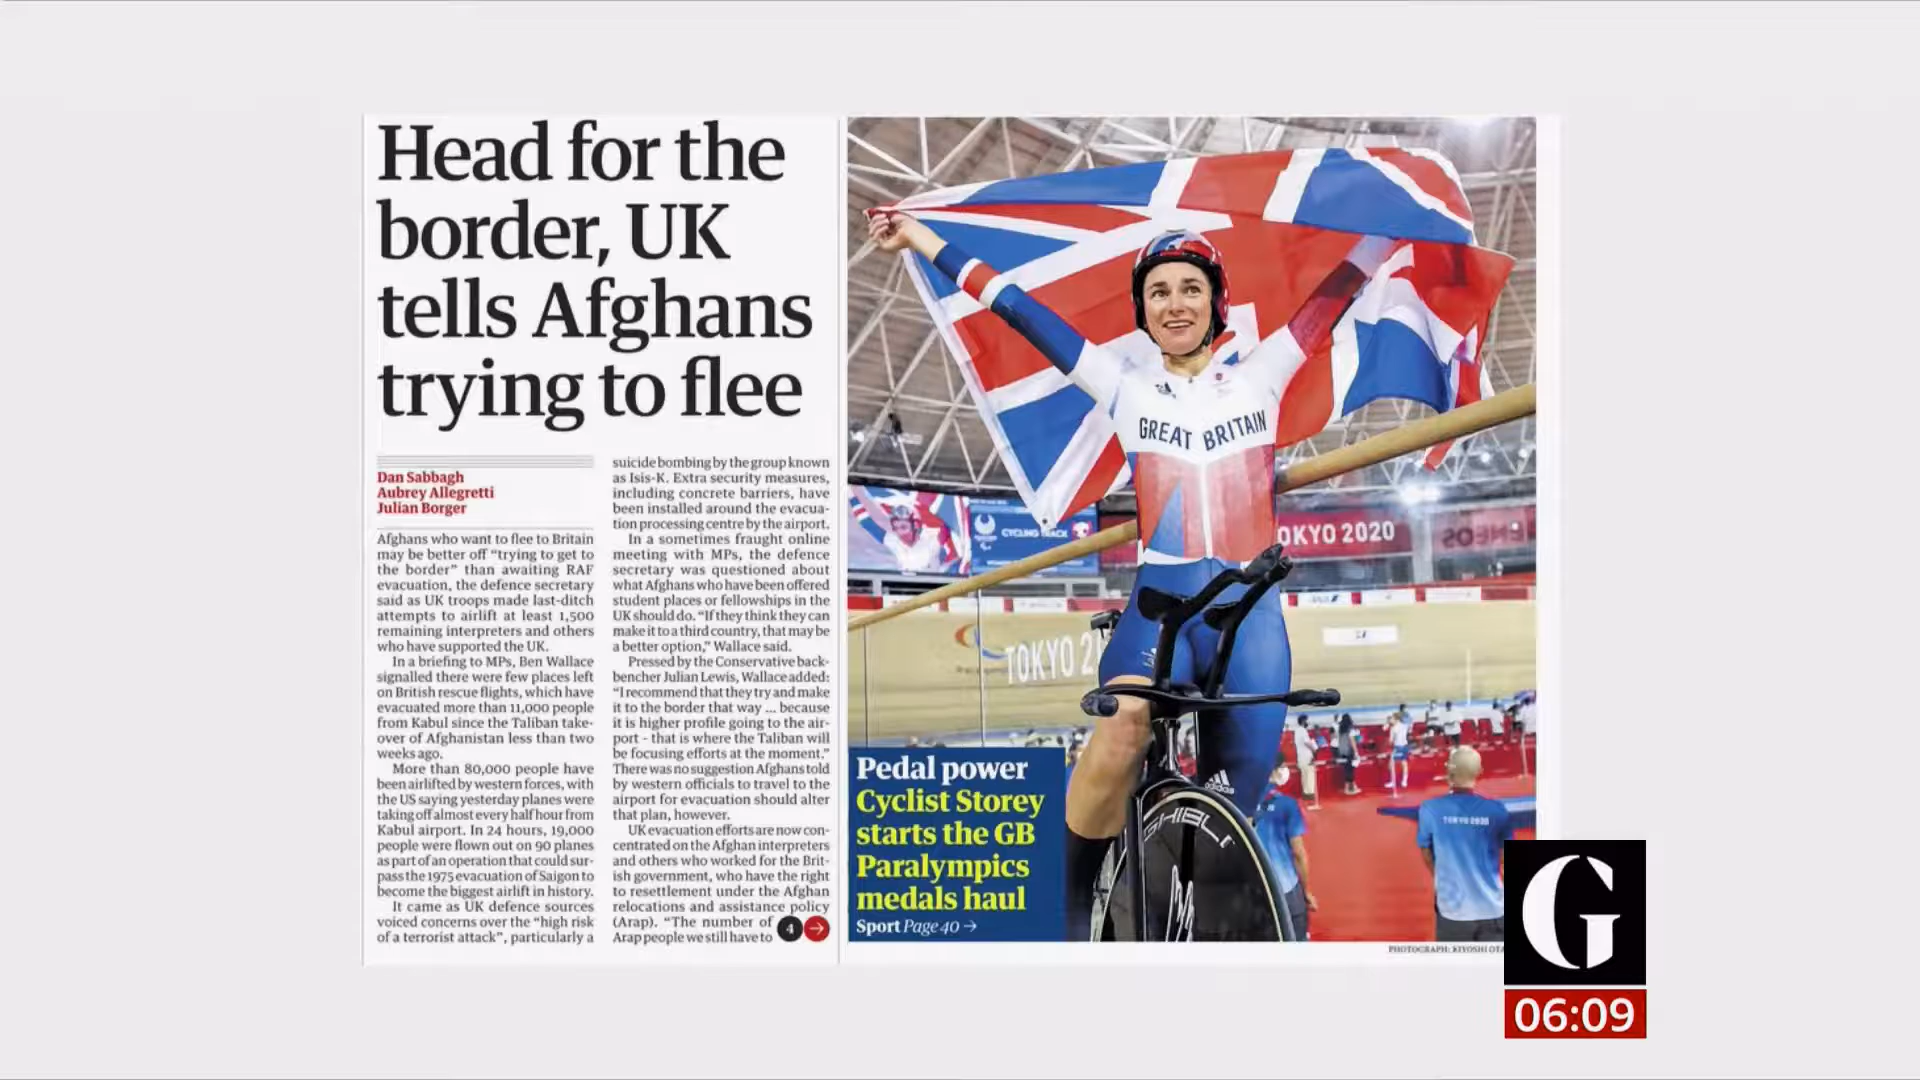 Head for the
border, UK
tells Afghans
trying to flee
Dan Sabbagh
Aubrey Allegretti
Julian Borger
Afghans who want to flee to Britain
may be better off “trying to get to
the border” than awaiting RAF
evacuation, the defence secretary
said as UK troops made last-ditch
attempts to airlift at least 1,500
remaining interpreters and others
who have supported the UK.
In a briefing to MPs, Ben Wallace
signalled there were few places left
on British rescue flights, which have
evacuated more than 11,000 people
from Kabul since the Taliban take-
over of Afghanistan less than two
weeks ago.
More than 80,000 people have
been airlifted by western forces, with
the US saying yesterday planes were
taking off almost every half hour from
Kabul airport. In 24 hours, 19,000
people were flown out on 90 planes
as part of an operation that could sur-
pass the 1975 evacuation of Saigon to
become the biggest airlift in history.
It came as UK defence sources
voiced concerns over the “high risk
of a terrorist attack”, particularly a
suicide bombing by the group known
as Isis-K. Extra security measures,
including concrete barriers, have
been installed around the evacua-
tion processing centre by the airport.
In a sometimes fraught online
meeting with MPs, the defence
secretary was questioned about
what Afghans who have been offered
student places or fellowships in the
UK should do. “If they think they can
make it to a third country, that may be
a better option,” Wallace said.
Pressed by the Conservative back-
bencher Julian Lewis, Wallace added:
“I recommend that they try and make
it to the border that way ... because
it is higher profile going to the air-
port - that is where the Taliban will
be focusing efforts at the moment.”
There was no suggestion Afghans told
by western officials to travel to the
airport for evacuation should alter
that plan, however.
UK evacuation efforts are now con-
centrated on the Afghan interpreters
and others who worked for the Brit-
ish government, who have the right
to resettlement under the Afghan
relocations and assistance policy
(Arap). “The number of
Arap people we still have to
4
GREAT BRITAIN
CYCLING TRACK
TOKYO 2020
ENEOS
TOKYO 2
adidas
GHIBLI
TOKYO 2020
Pedal power
Cyclist Storey
starts the GB
Paralympics
medals haul
Sport Page 40 →
PHOTOGRAPH: KIYOSHI
G
06:09